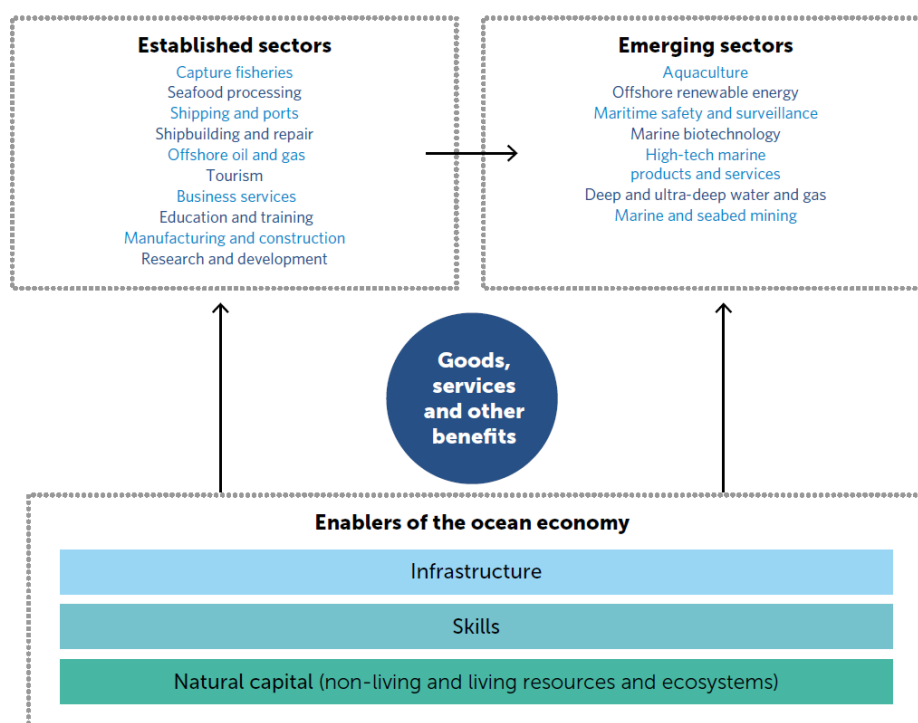 Established sectors
Capture fisheries
Seafood processing
Shipping and ports
Shipbuilding and repair
Offshore oil and gas
Tourism
Business services
Education and training
Manufacturing and construction
Research and development
Emerging sectors
Aquaculture
Offshore renewable energy
Maritime safety and surveillance
Marine biotechnology
High-tech marine
products and services
Deep and ultra-deep water and gas
Marine and seabed mining
Goods,
services
and other
benefits
Enablers of the ocean economy
Infrastructure
Skills
Natural capital (non-living and living resources and ecosystems)